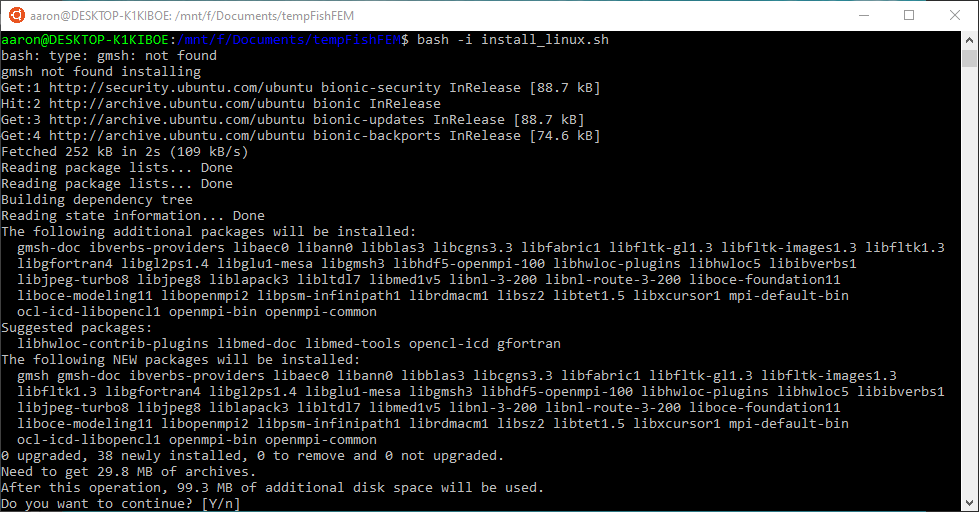 aaron@DESKTOP-K1KIBOE: /mnt/f/Documents/tempFishFEM
aaron@DESKTOP-K1KIBOE:/mnt/f/Documents/tempFishFEM$ bash -i install_linux.sh
bash: type: gmsh: not found
gmsh not found installing
Get:1 http://security.ubuntu.com/ubuntu bionic-security InRelease [88.7 kB]
Hit:2 http://archive.ubuntu.com/ubuntu bionic InRelease
Get:3 http://archive.ubuntu.com/ubuntu bionic-updates InRelease [88.7 kB]
Get:4 http://archive.ubuntu.com/ubuntu bionic-backports InRelease [74.6 kB]
Fetched 252 kB in 2s (109 kB/s)
Reading package lists... Done
Reading package lists... Done
Building dependency tree
Reading state information... Done
The following additional packages will be installed:
  gmsh-doc ibverbs-providers libaec0 libann0 libblas3 libcgns3.3 libfabric1 libfltk-gl1.3 libfltk-images1.3 libfltk1.3
  libgfortran4 libgl2ps1.4 libglu1-mesa libgmsh3 libhdf5-openmpi-100 libhwloc-plugins libhwloc5 libibverbs1
  libjpeg-turbo8 libjpeg8 liblapack3 libltdl7 libmed1v5 libnl-3-200 libnl-route-3-200 liboce-foundation11
  liboce-modeling11 libopenmpi2 libpsm-infinipath1 librdmacm1 libsz2 libtet1.5 libxcursor1 mpi-default-bin
  ocl-icd-libopencl1 openmpi-bin openmpi-common
Suggested packages:
  libhwloc-contrib-plugins libmed-doc libmed-tools opencl-icd gfortran
The following NEW packages will be installed:
  gmsh gmsh-doc ibverbs-providers libaec0 libann0 libblas3 libcgns3.3 libfabric1 libfltk-gl1.3 libfltk-images1.3
  libfltk1.3 libgfortran4 libgl2ps1.4 libglu1-mesa libgmsh3 libhdf5-openmpi-100 libhwloc-plugins libhwloc5 libibverbs1
  libjpeg-turbo8 libjpeg8 liblapack3 libltdl7 libmed1v5 libnl-3-200 libnl-route-3-200 liboce-foundation11
  liboce-modeling11 libopenmpi2 libpsm-infinipath1 librdmacm1 libsz2 libtet1.5 libxcursor1 mpi-default-bin
  ocl-icd-libopencl1 openmpi-bin openmpi-common
0 upgraded, 38 newly installed, 0 to remove and 0 not upgraded.
Need to get 29.8 MB of archives.
After this operation, 99.3 MB of additional disk space will be used.
Do you want to continue? [Y/n]